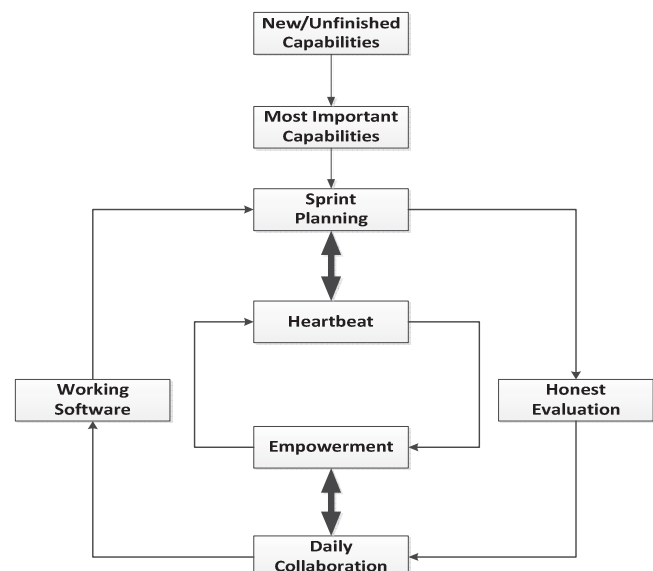 New/Unfinished
Capabilities
Most Important
Capabilities
Sprint
Planning
Heartbeat
Working
Software
Honest
Evaluation
Empowerment
Daily
Collaboration